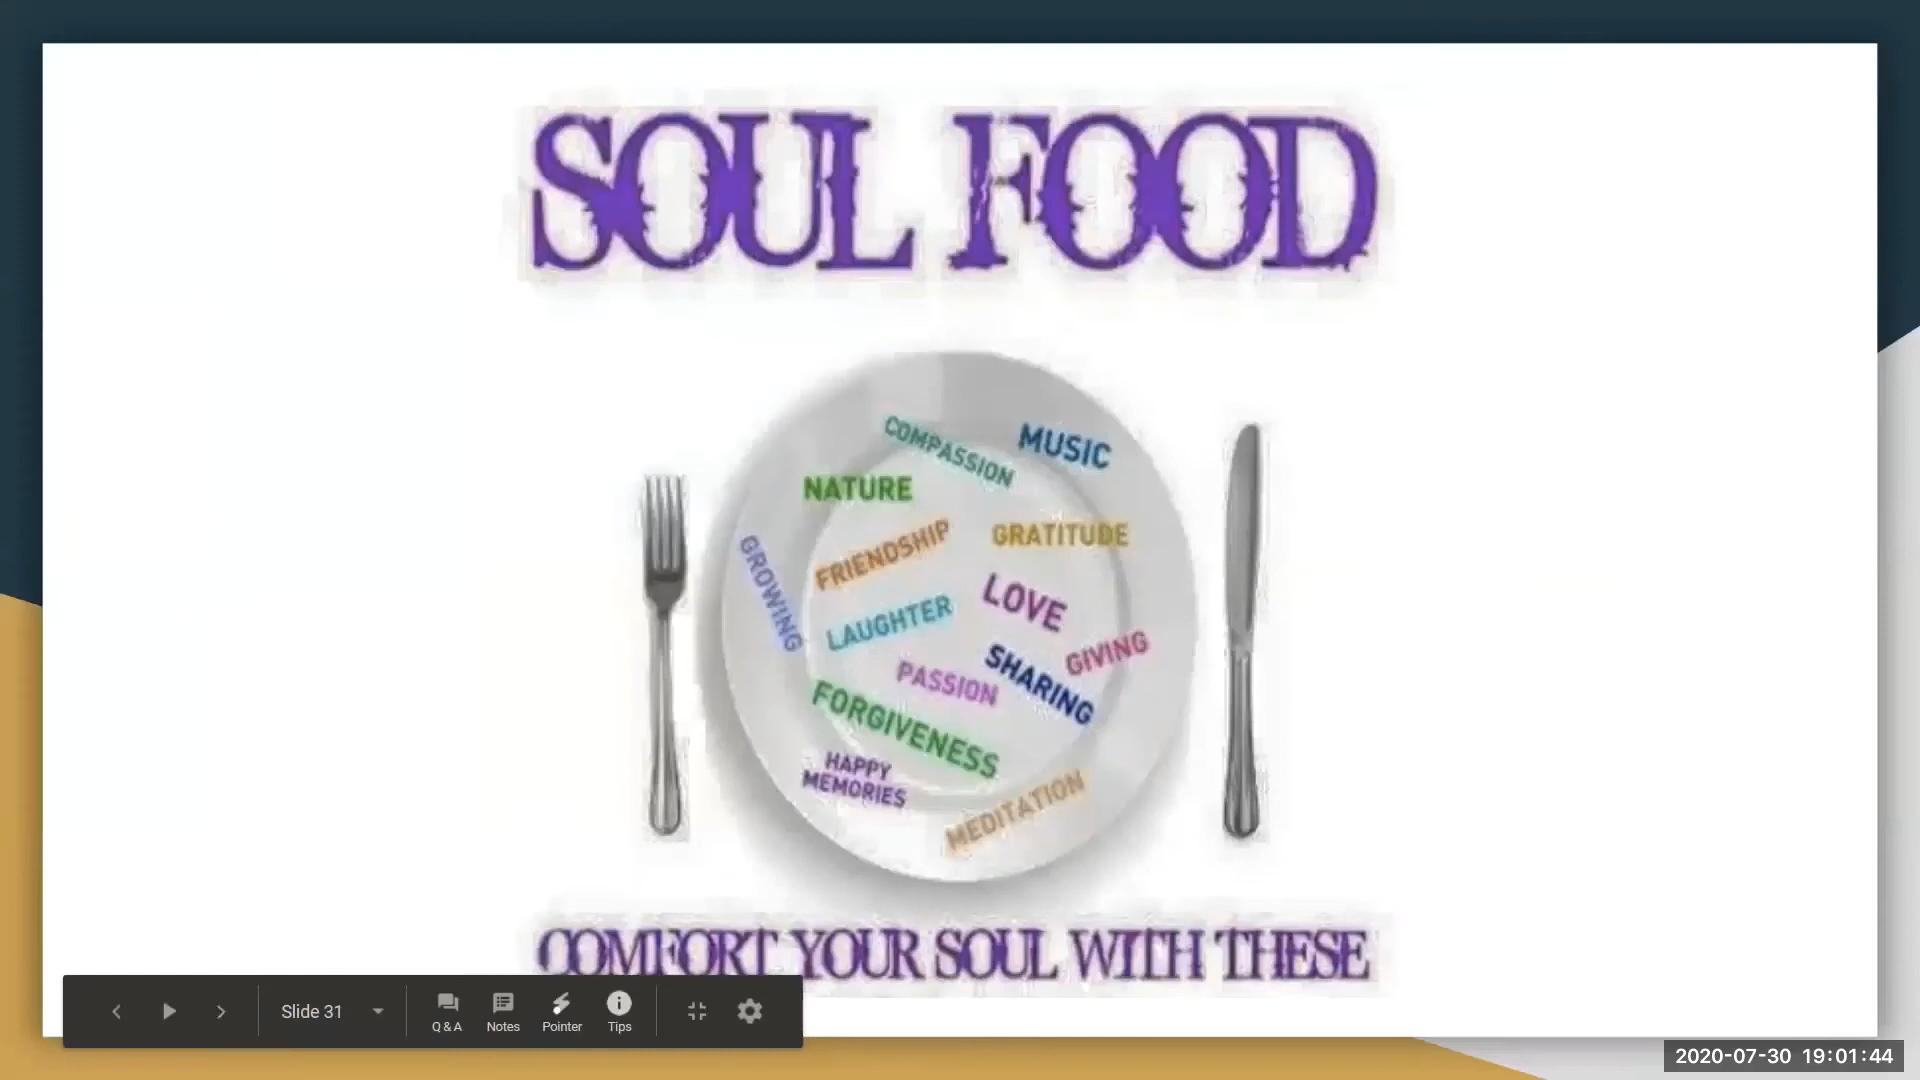 SOUL FOOD
COMPASSION
MUSIC
NATURE
GRATITUDE
FRIENDSHIP
GROWING
LOVE
LAUGHTER
GIVING
SHARING
PASSION
FORGIVENESS
HAPPY
MEMORIES
MEDITATION
COMFORT YOUR SOUL WITH THESE
Slide 31
Q & A
Notes
Pointer
Tips
2020-07-30 19:01:44